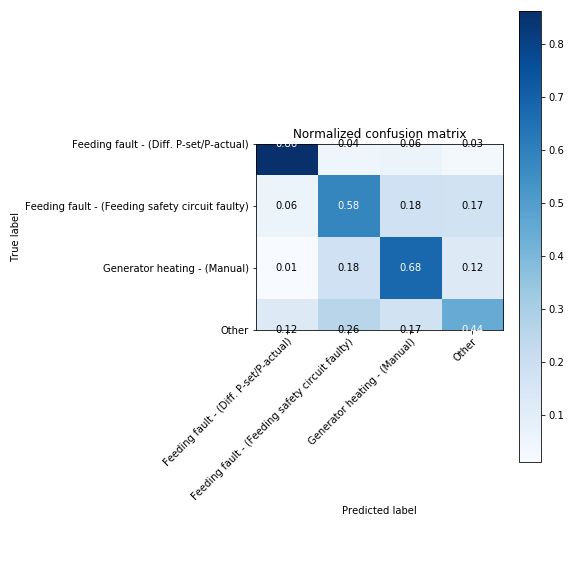 Normalized confusion matrix
True label
Feeding fault - (Diff. P-set/P-actual) 0.86 0.04 0.06 0.03
Feeding fault - (Feeding safety circuit faulty) 0.06 0.58 0.18 0.17
Generator heating - (Manual) 0.01 0.18 0.68 0.12
Other 0.12 0.26 0.17 0.44
Feeding fault - (Diff. P-set/P-actual)
Feeding fault - (Feeding safety circuit faulty)
Generator heating - (Manual)
Other
Predicted label
0.8
0.7
0.6
0.5
0.4
0.3
0.2
0.1